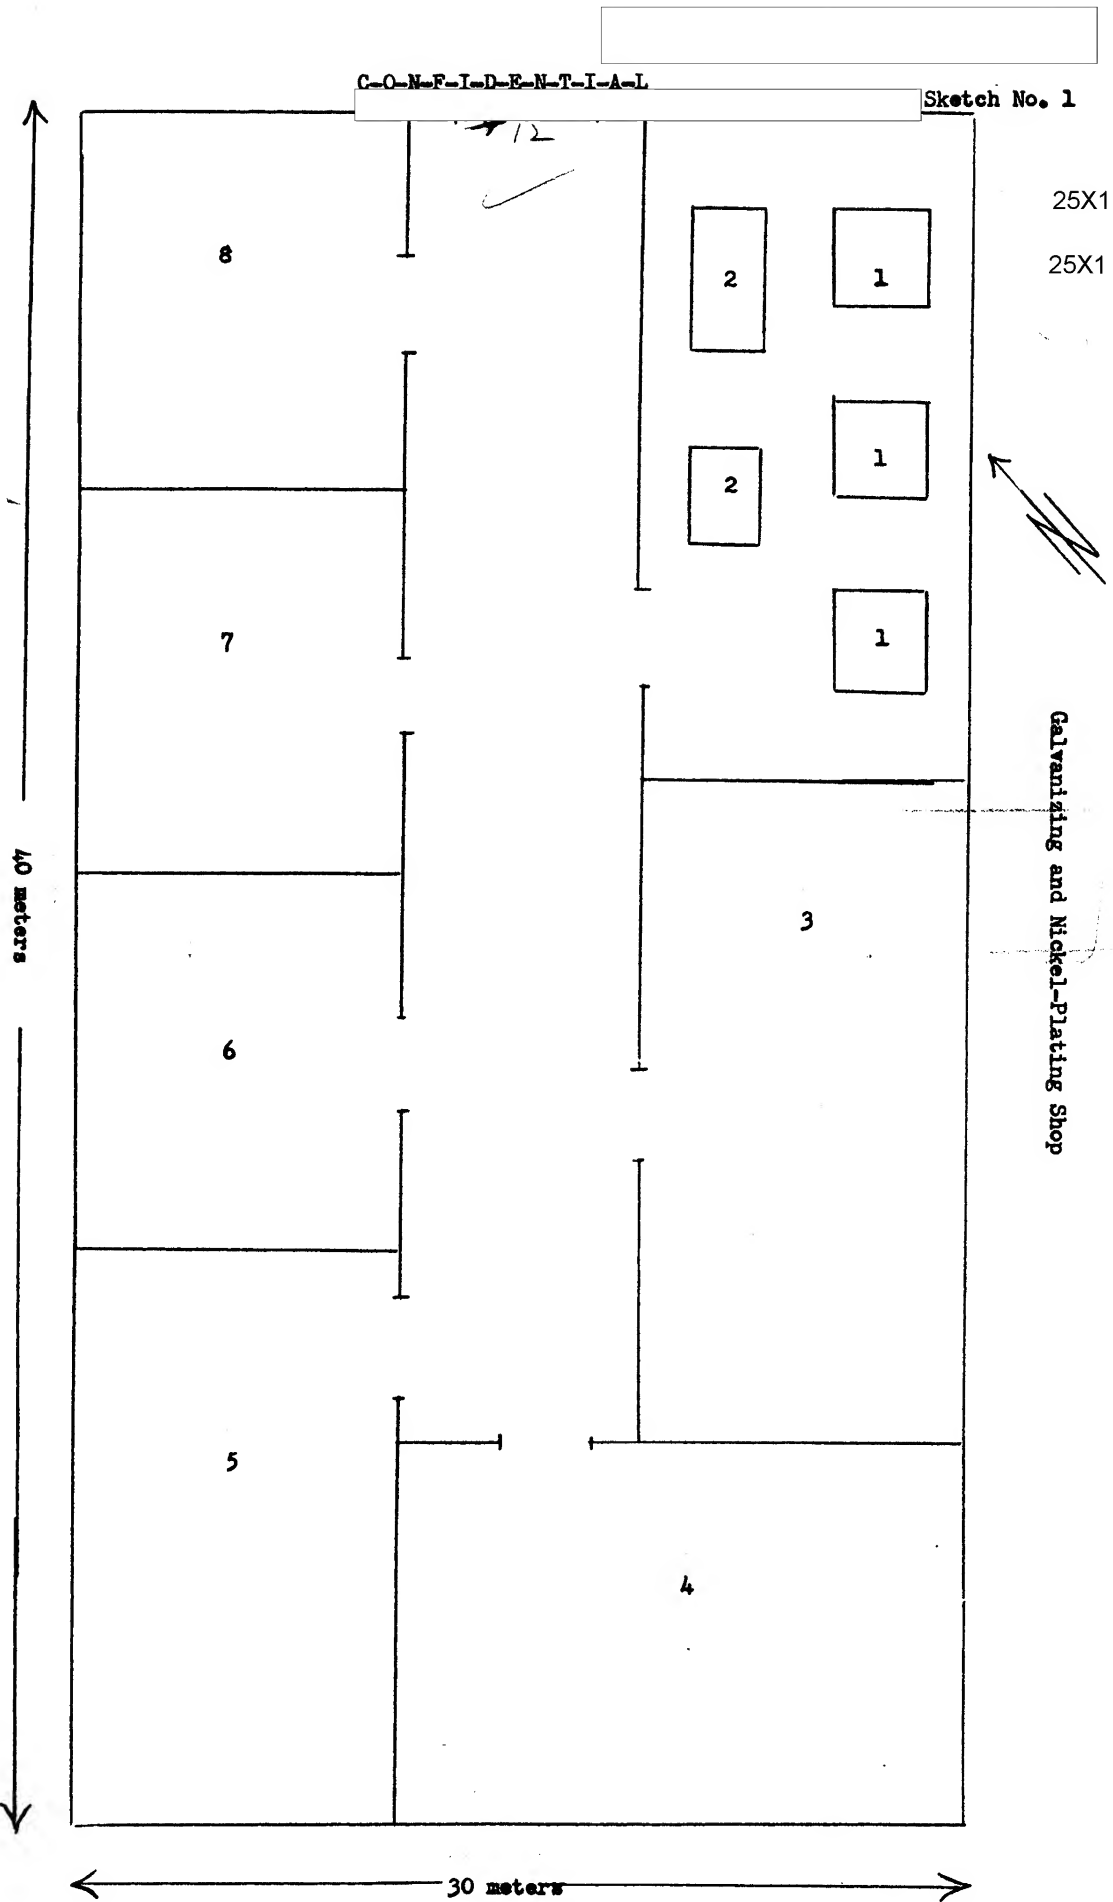 C-O-N-F-I-D-E-N-T-I-A-L
Sketch No. 1
12
25X1
25X1
8
2
1
2
1
7
1
Galvanizing and Nickel-Plating Shop
40 meters
3
6
5
4
30 meters